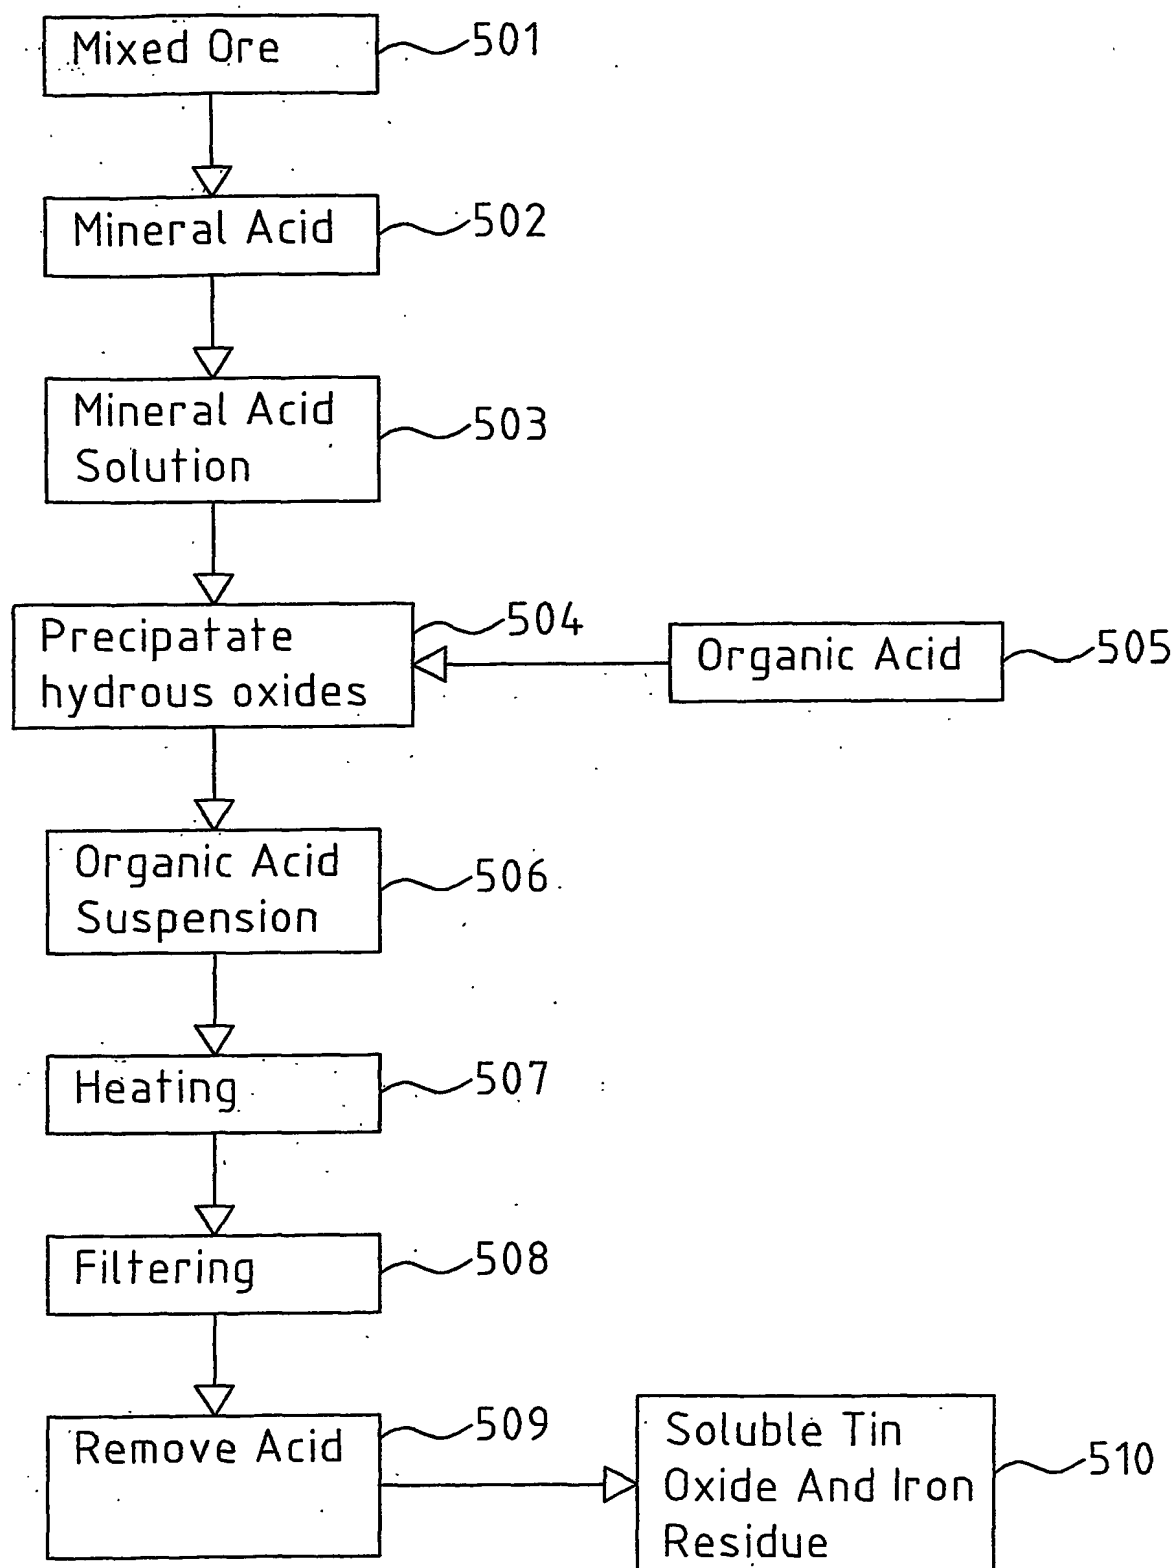 Mixed Ore
501
Mineral Acid
502
Mineral Acid
Solution
503
Precipatate
hydrous oxides
504
Organic Acid
505
Organic Acid
Suspension
506
Heating
507
Filtering
508
Remove Acid
509
Soluble Tin
Oxide And Iron
Residue
510